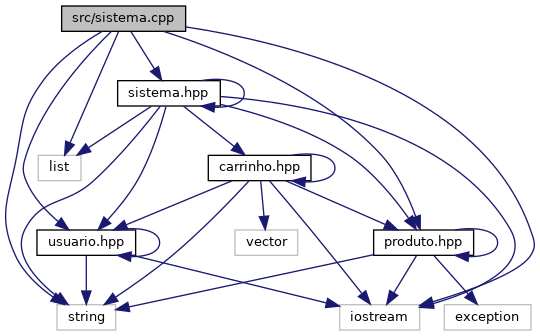 src/sistema.cpp
sistema.hpp
list
carrinho.hpp
usuario.hpp
vector
produto.hpp
string
iostream
exception